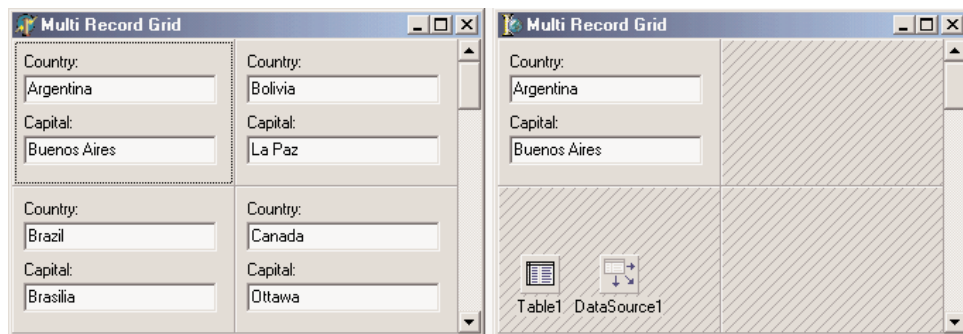 Multi Record Grid
Country:
Argentina
Capital:
Buenos Aires
Country:
Bolivia
Capital:
La Paz
Country:
Brazil
Capital:
Brasilia
Country:
Canada
Capital:
Ottawa
Multi Record Grid
Country:
Argentina
Capital:
Buenos Aires
Table1 DataSource1